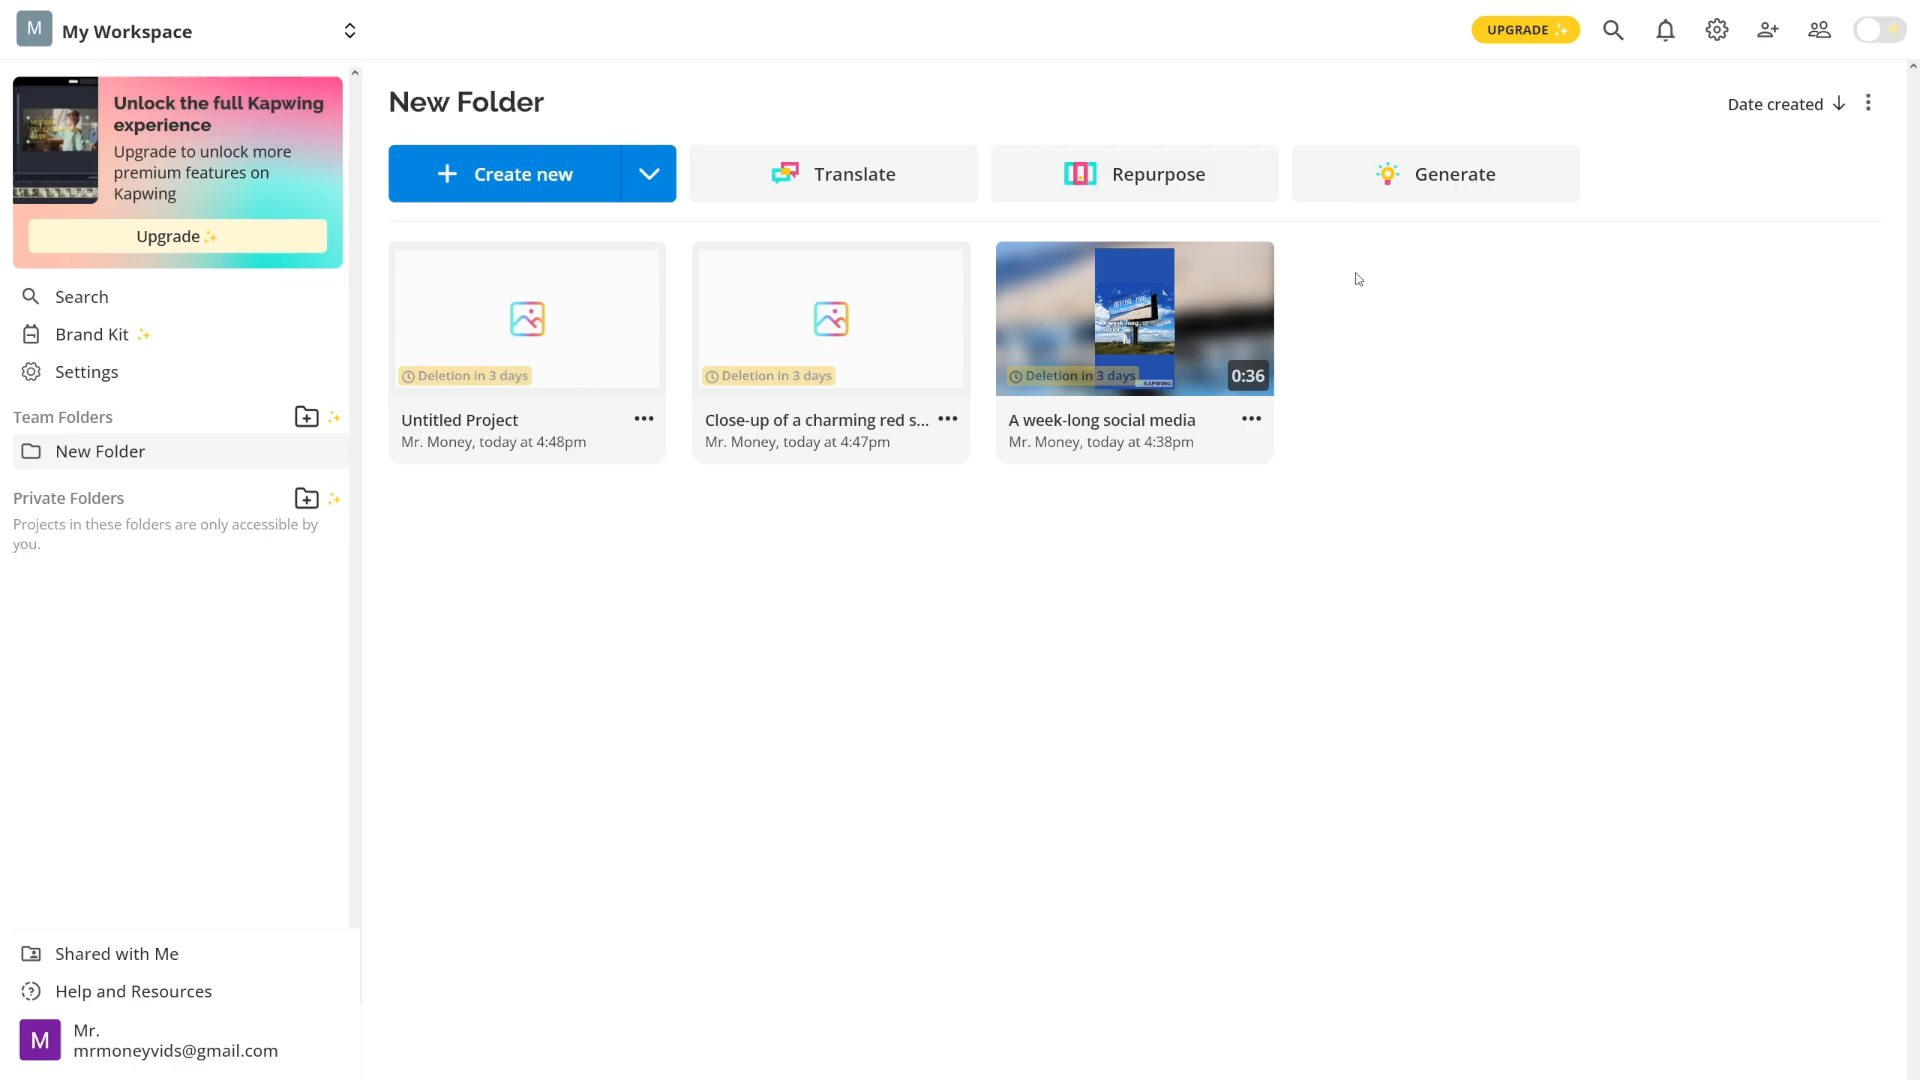 M My Workspace
UPGRADE
Unlock the full Kapwing
experience
Upgrade to unlock more
premium features on
Kapwing
Upgrade
Search
Brand Kit
Settings
Team Folders
New Folder
Private Folders
Projects in these folders are only accessible by
you.
Shared with Me
Help and Resources
M
Mr.
mrmoneyvids@gmail.com
New Folder
Date created
Create new
Translate
Repurpose
Generate
Deletion in 3 days
Untitled Project
Mr. Money, today at 4:48pm
Deletion in 3 days
Close-up of a charming red s...
Mr. Money, today at 4:47pm
A week-long
social
KAPWING
Deletion in 3 days
0:36
A week-long social media
Mr. Money, today at 4:38pm